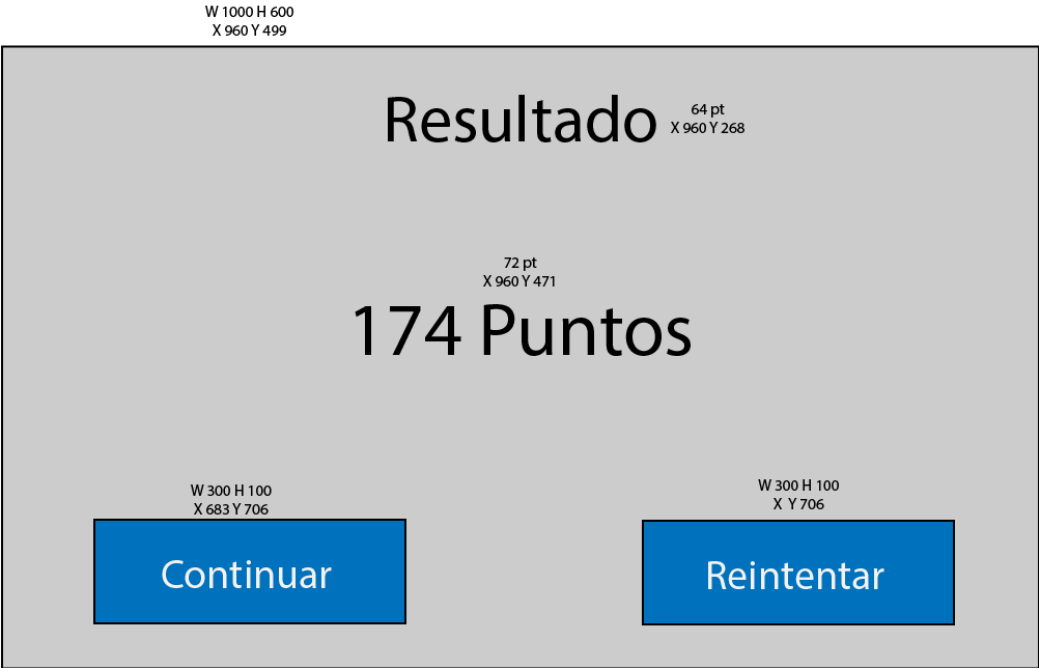 W 1000 H 600
X 960 Y 499
Resultado
64 pt
X 960 Y 268
72 pt
X 960 Y 471
174 Puntos
W 300 H 100
X 683 Y 706
Continuar
W 300 H 100
X Y 706
Reintentar